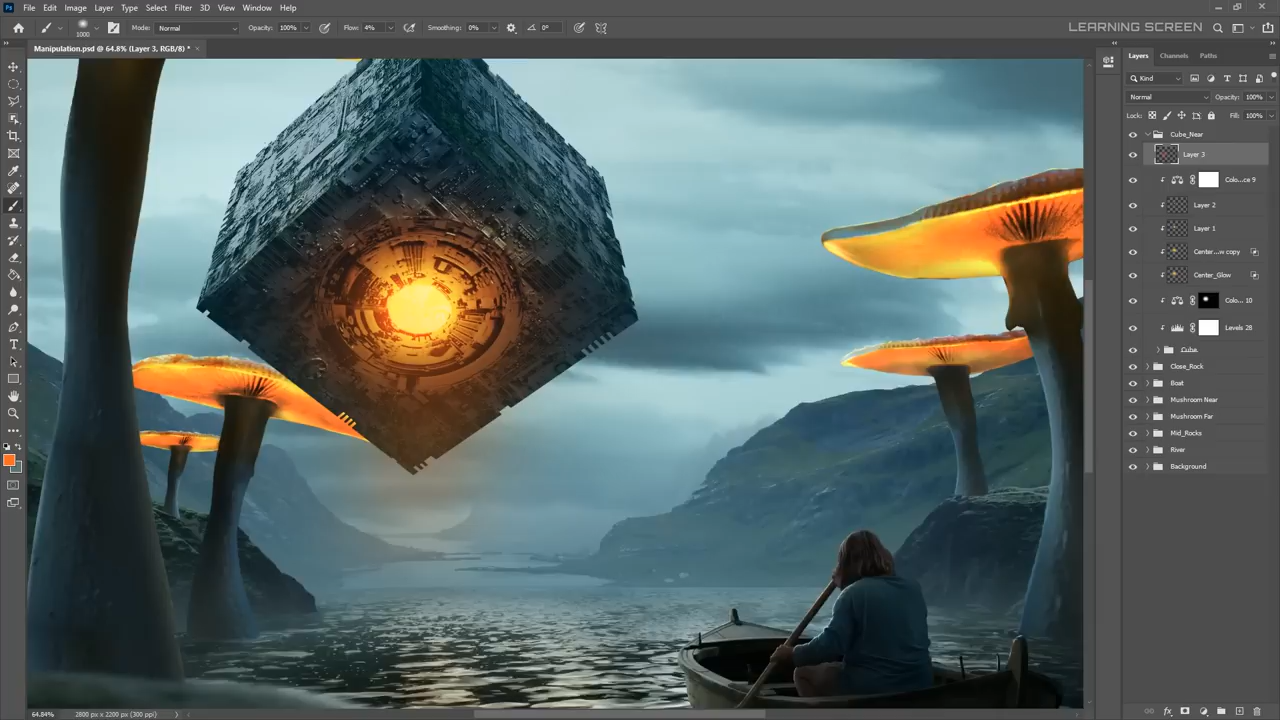 File Edit Image Layer Type Select Filter 3D View Window Help
1000 Mode: Normal Opacity: 100% Flow: 4% Smoothing: 0% 0° LEARNING SCREEN
Manipulation.psd @ 64.8% (Layer 3, RGB/8) * ×
Layers Channels Paths
Kind
Normal Opacity: 100%
Lock: Fill: 100%
Cube_Near
Layer 3
Colo...ce 9
Layer 2
Layer 1
Center...w copy
Center_Glow
Colo... 10
Levels 28
Cube
Close_Rock
Boat
Mushroom Near
Mushroom Far
Mid_Rocks
River
Background
64.84% 2800 px x 2200 px (300 ppi)